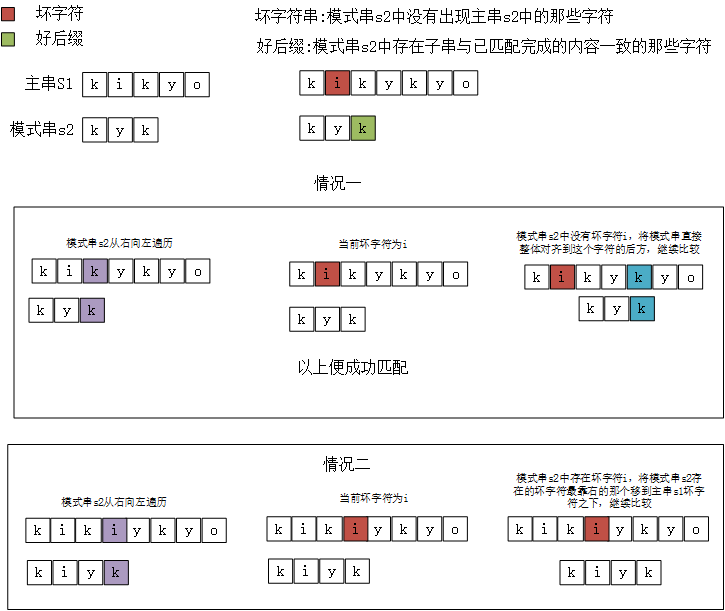 坏字符
坏字符串:模式串s2中没有出现主串s2中的那些字符
好后缀
好后缀:模式串s2中存在子串与已匹配完成的内容一致的那些字符
主串S1
k i k y o
k i k y k y o
模式串s2
k y k
k y k
情况一
模式串s2从右向左遍历
k i k y k y o
k y k
当前坏字符为i
k i k y k y o
k y k
模式串s2中没有坏字符i，将模式串直接
整体对齐到这个字符的后方，继续比较
k i k y k y o
k y k
以上便成功匹配
情况二
模式串s2从右向左遍历
k i k i y k y o
k i y k
当前坏字符为i
k i k i y k y o
k i y k
模式串s2中存在坏字符i，将模式串s2存
在的坏字符最靠右的那个移到主串s1坏字
符之下，继续比较
k i k i y k y o
k i y k